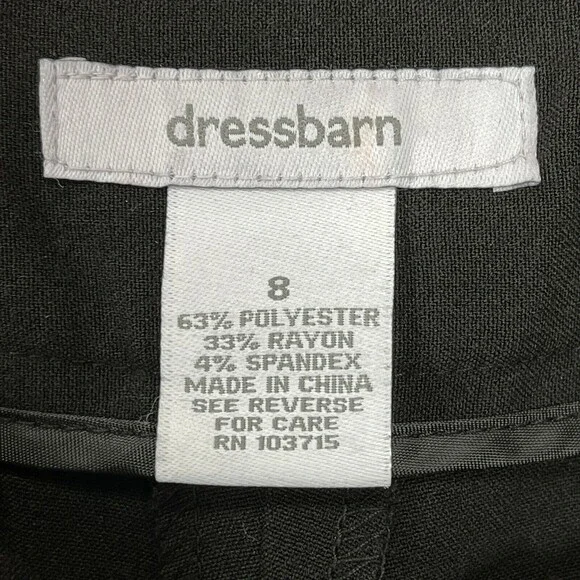 dressbarn
8
63% POLYESTER
33% RAYON
4% SPANDEX
MADE IN CHINA
SEE REVERSE
FOR CARE
RN 103715